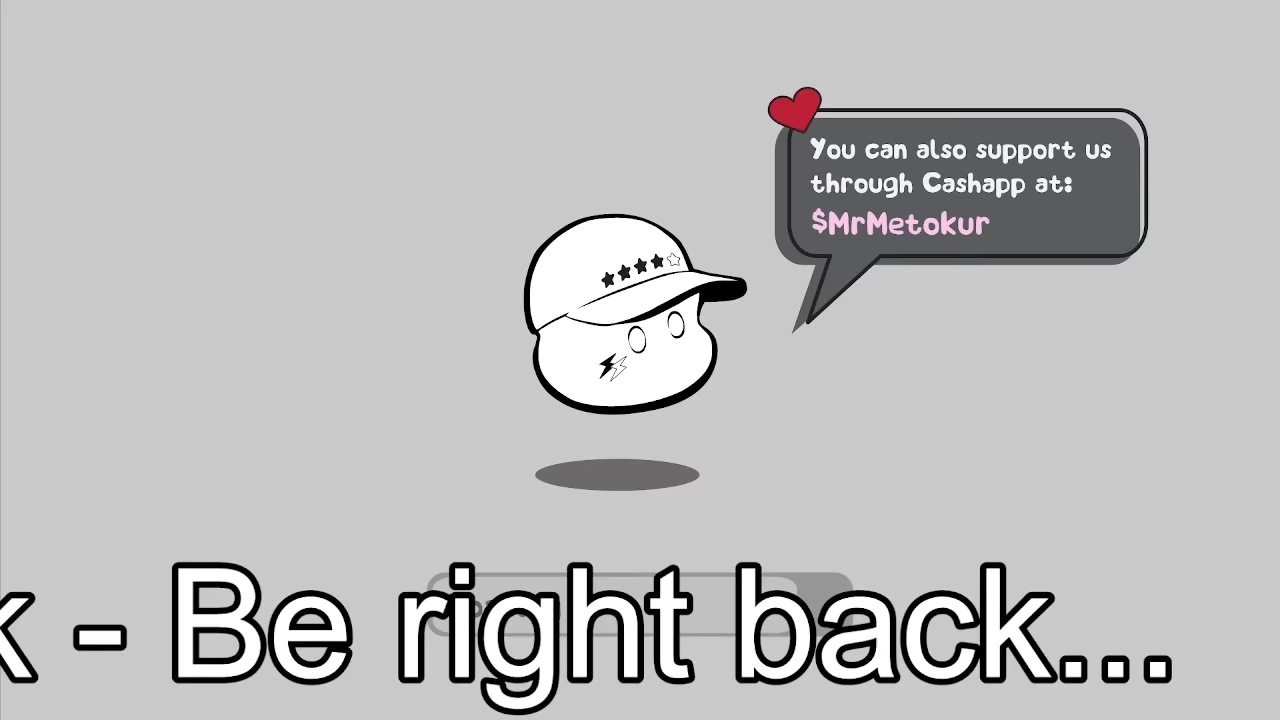 You can also support us
through Cashapp at:
$MrMetokur
k - Be right back...